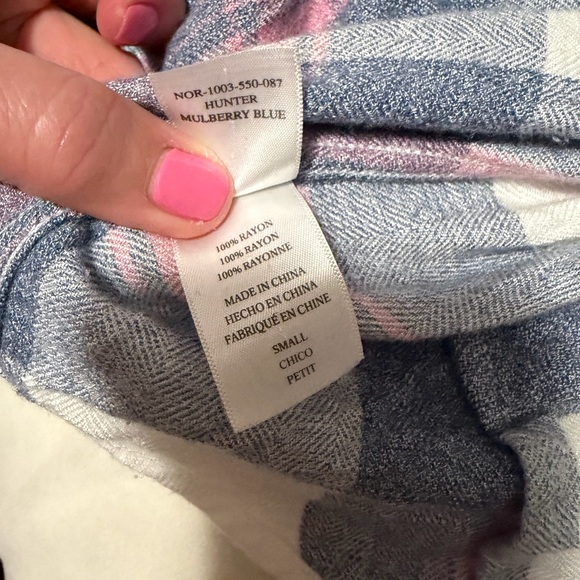 NOR-1003-550-087
HUNTER
MULBERRY BLUE
100% RAYON
100% RAYON
100% RAYONNE
MADE IN CHINA
HECHO EN CHINA
FABRIQUÉ EN CHINE
SMALL
CHICO
PETIT